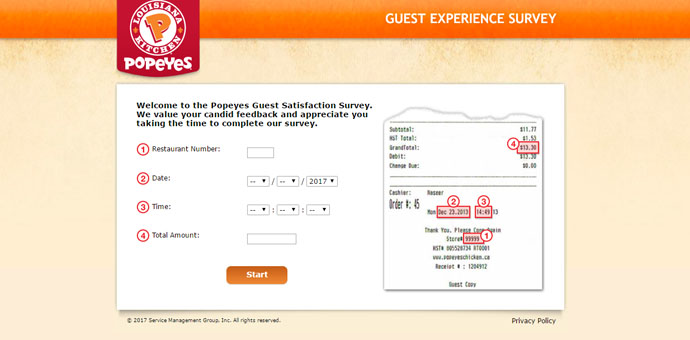 LOUISIANA
KITCHEN
POPEYES
GUEST EXPERIENCE SURVEY
Welcome to the Popeyes Guest Satisfaction Survey.
We value your candid feedback and appreciate you
taking the time to complete our survey.
1 Restaurant Number:
2 Date: -- / -- / 2017
3 Time: -- : -- : --
4 Total Amount:
Start
Subtotal: $11.77
HST Total: $1.53
4
GrandTotal: $13.30
Debit: $13.30
Change Due: $0.00
Cashier: Naseer
Order #: 45
2 3
Mon Dec 23,2013 14:49 13
Thank You, Please Come Again
Store# 99999 1
HST# 805528734 RT0001
www.popeyeschicken.ca
Receipt # : 1204912
Guest Copy
© 2017 Service Management Group, Inc. All rights reserved.
Privacy Policy